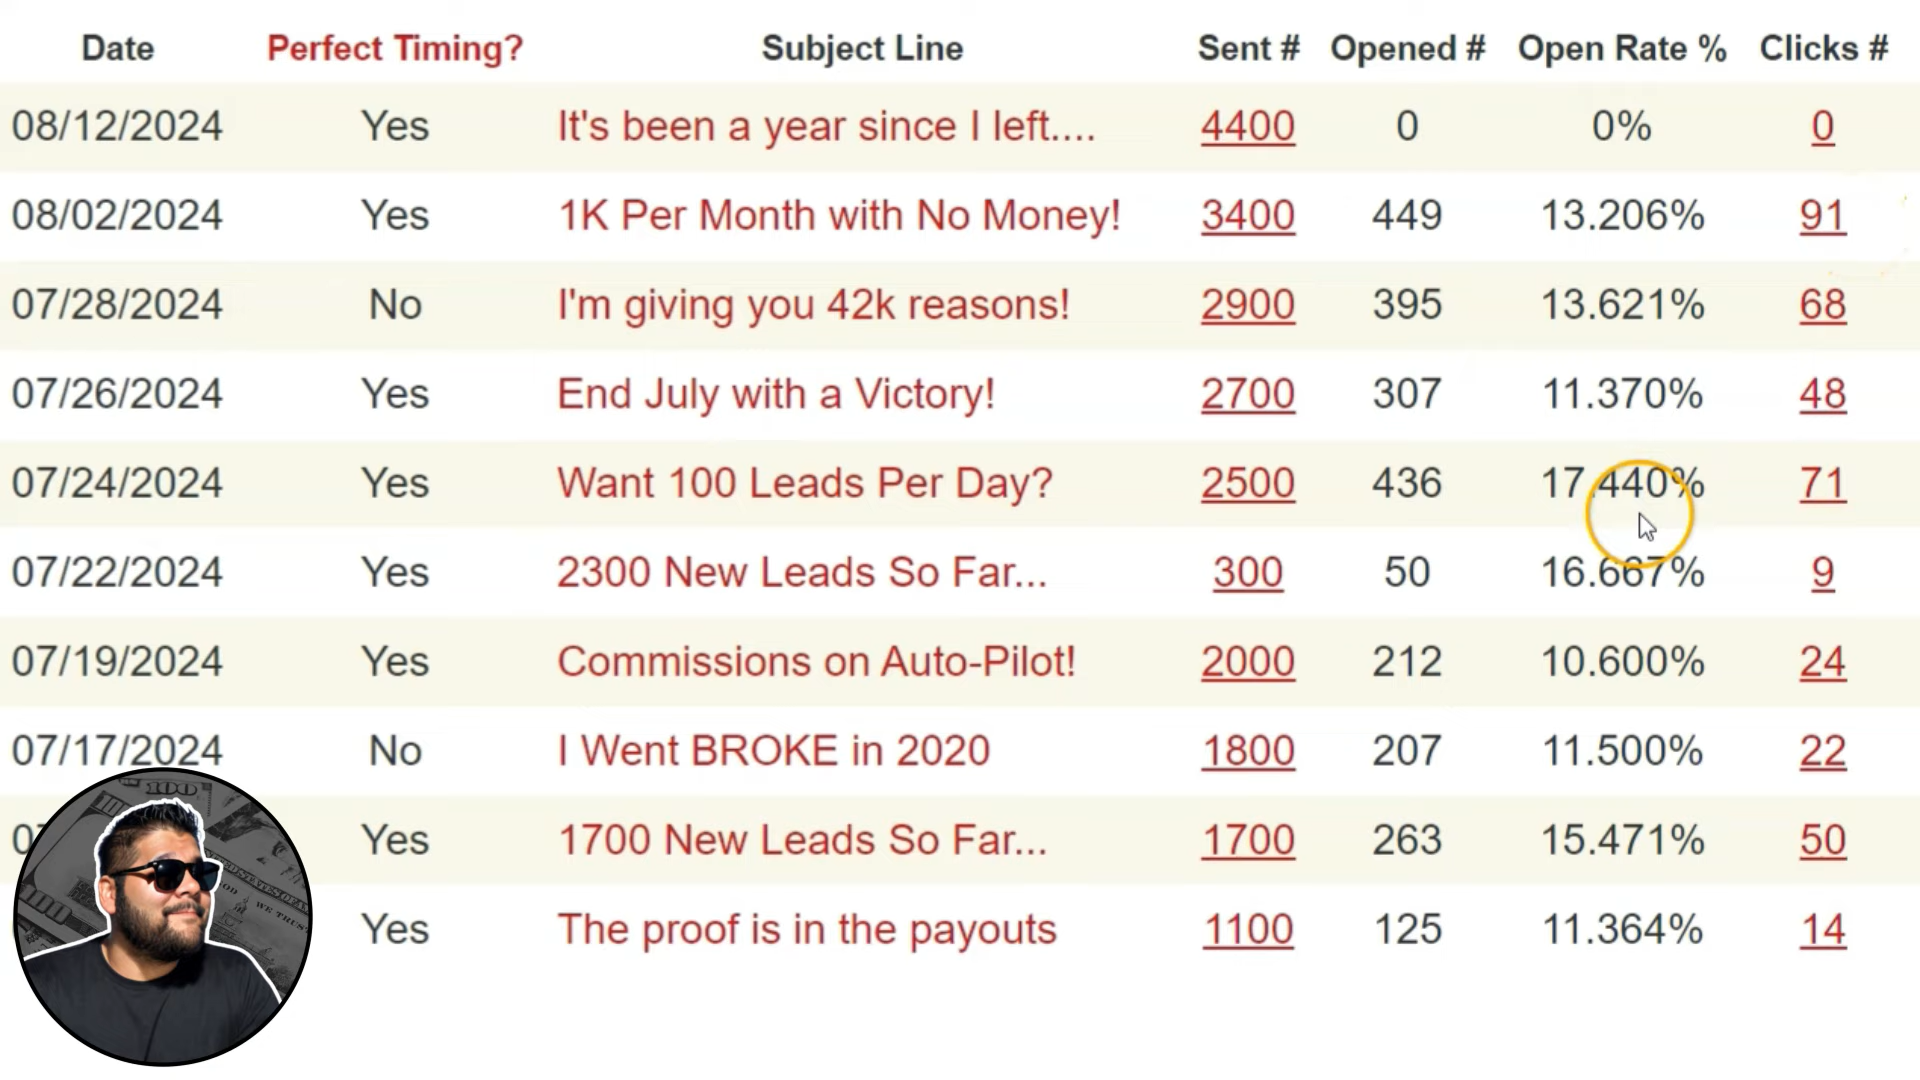 Date Perfect Timing? Subject Line Sent # Opened # Open Rate % Clicks #
08/12/2024 Yes It's been a year since I left.... 4400 0 0% 0
08/02/2024 Yes 1K Per Month with No Money! 3400 449 13.206% 91
07/28/2024 No I'm giving you 42k reasons! 2900 395 13.621% 68
07/26/2024 Yes End July with a Victory! 2700 307 11.370% 48
07/24/2024 Yes Want 100 Leads Per Day? 2500 436 17.440% 71
07/22/2024 Yes 2300 New Leads So Far... 300 50 16.667% 9
07/19/2024 Yes Commissions on Auto-Pilot! 2000 212 10.600% 24
07/17/2024 No I Went BROKE in 2020 1800 207 11.500% 22
Yes 1700 New Leads So Far... 1700 263 15.471% 50
Yes The proof is in the payouts 1100 125 11.364% 14
100
100
WE TRUST